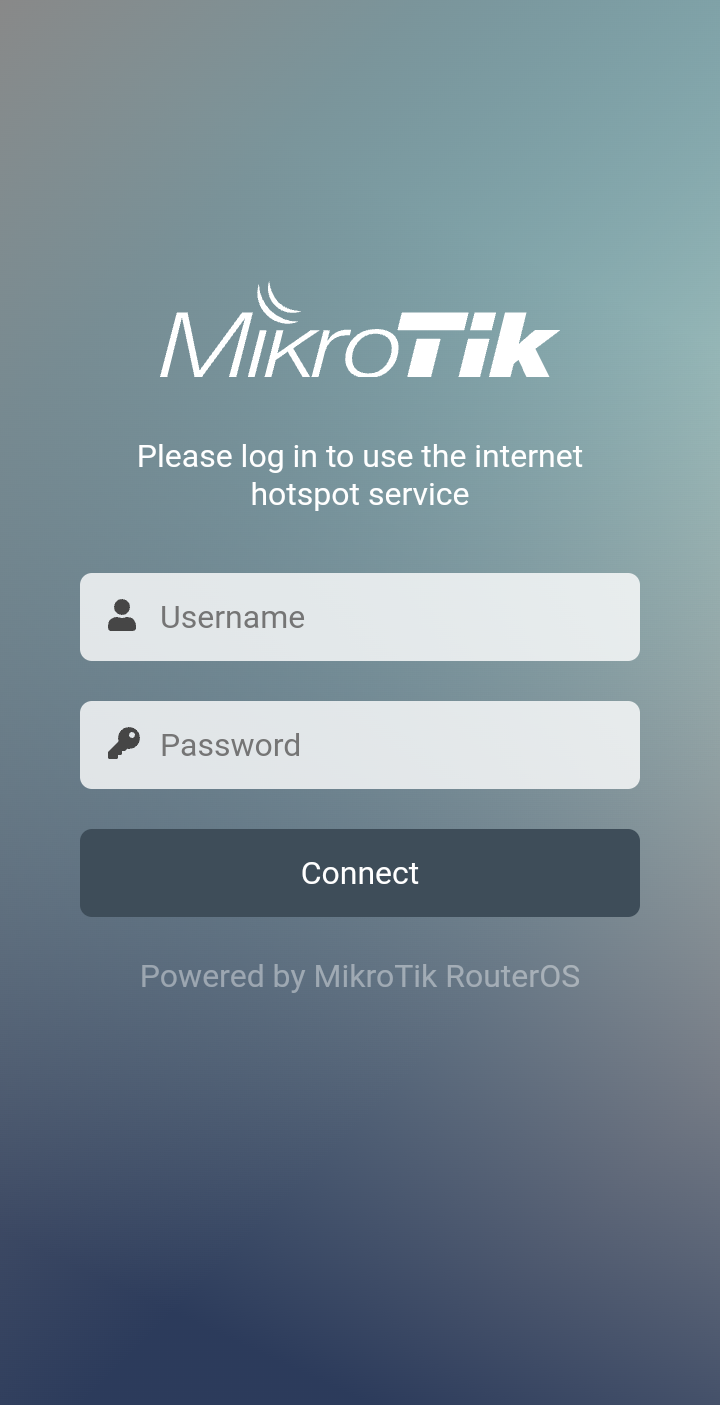 MikroTik
Please log in to use the internet
hotspot service
Username
Password
Connect
Powered by MikroTik RouterOS